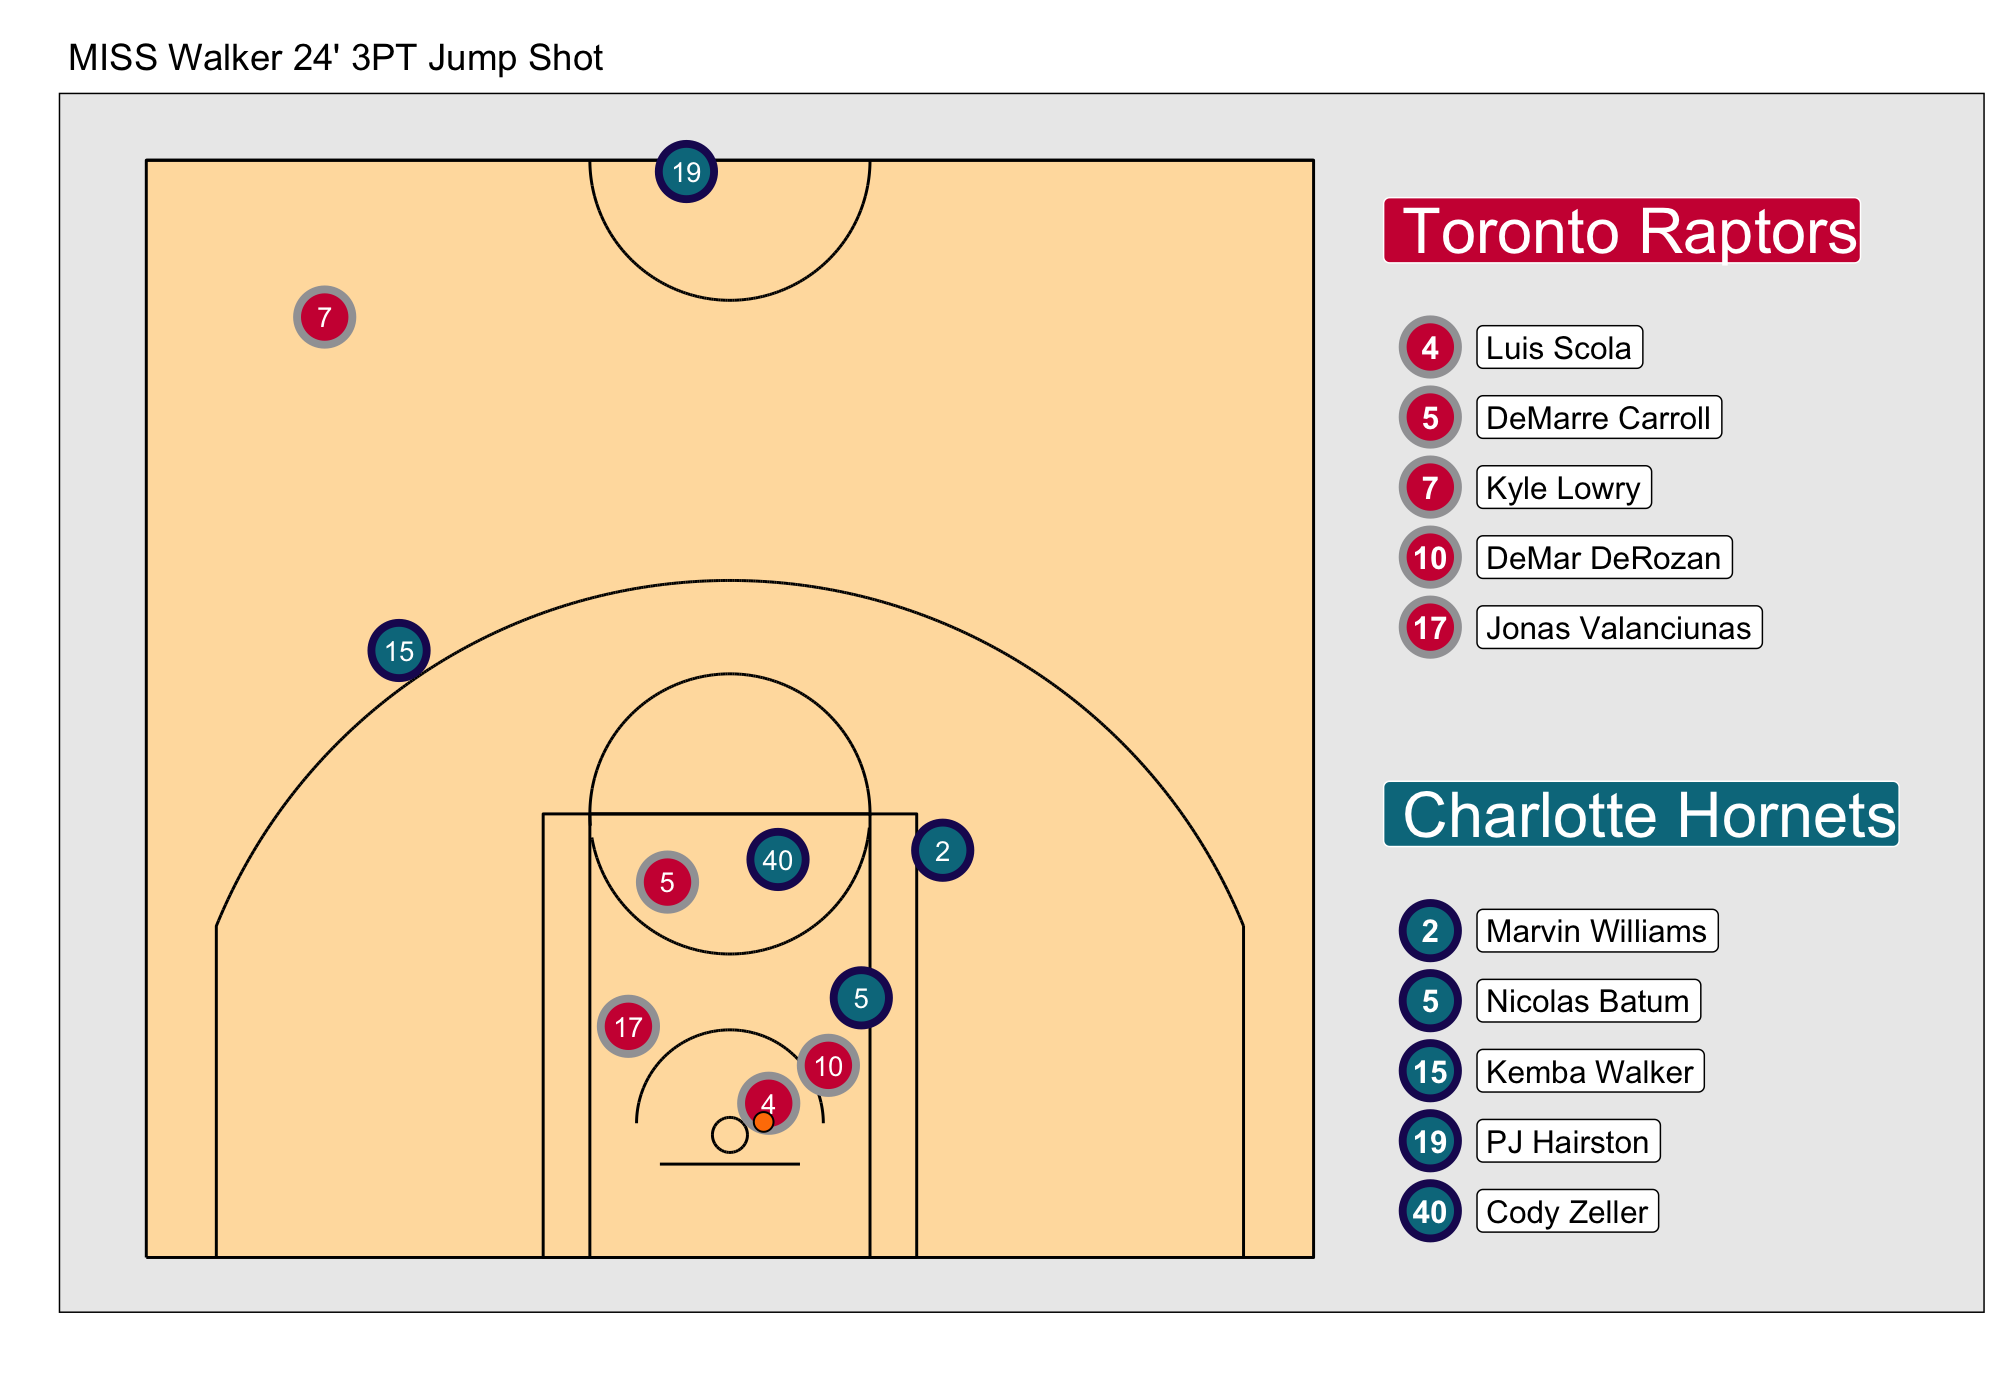 MISS Walker 24' 3PT Jump Shot
19
7
15
40
2
5
5
17
10
4
Toronto Raptors
4 Luis Scola
5 DeMarre Carroll
7 Kyle Lowry
10 DeMar DeRozan
17 Jonas Valanciunas
Charlotte Hornets
2 Marvin Williams
5 Nicolas Batum
15 Kemba Walker
19 PJ Hairston
40 Cody Zeller